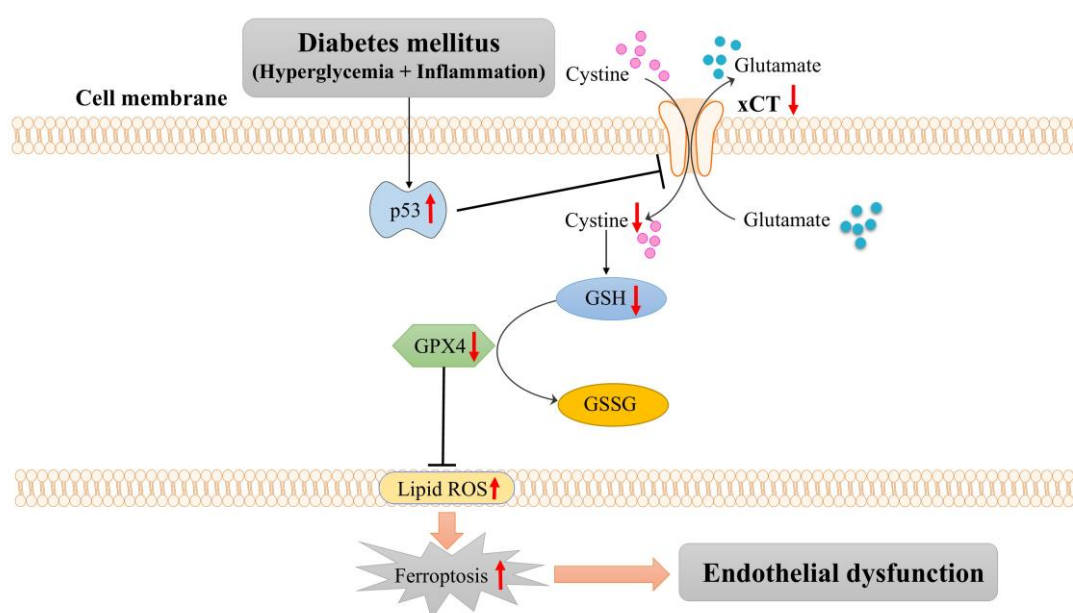 Diabetes mellitus
(Hyperglycemia + Inflammation)
Cystine
Glutamate
Cell membrane
xCT
p53
Cystine
Glutamate
GSH
GPX4
GSSG
Lipid ROS
Ferroptosis
Endothelial dysfunction